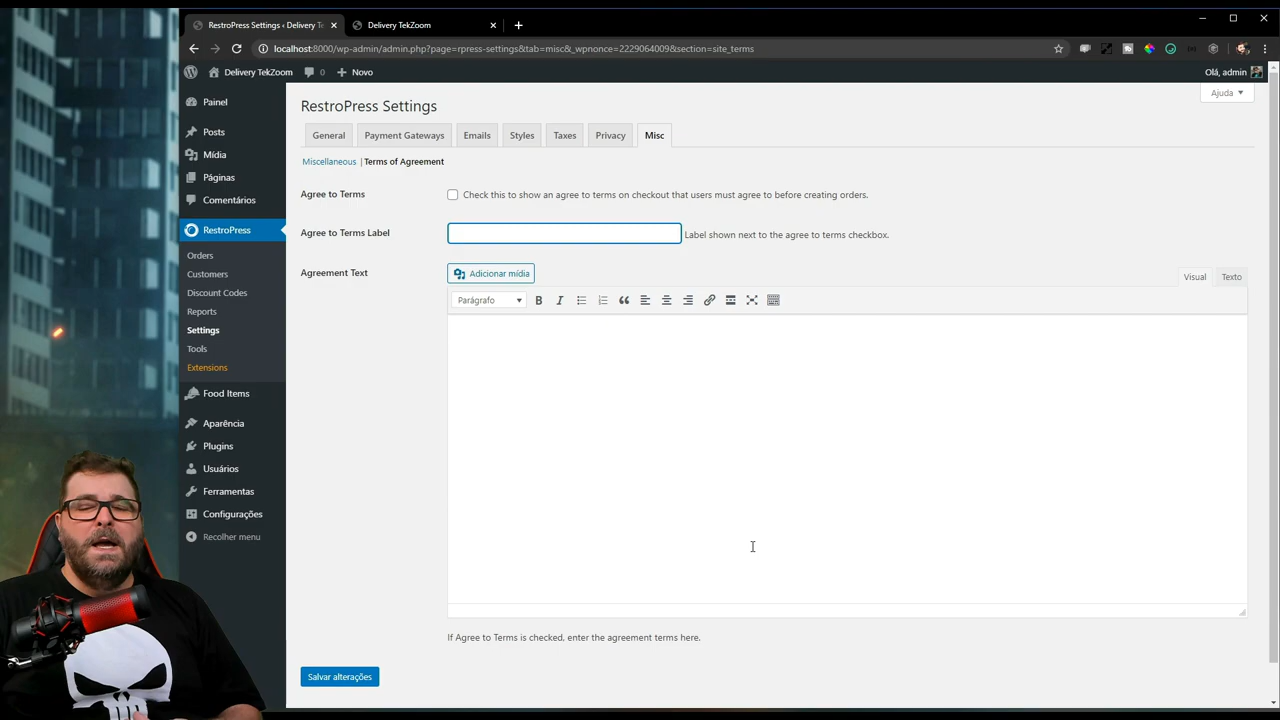 RestroPress Settings ‹ Delivery Te
Delivery TekZoom
localhost:8000/wp-admin/admin.php?page=rpress-settings&tab=misc&_wpnonce=2229064009&section=site_terms
Delivery TekZoom
0
Novo
Olá, admin
Painel
Posts
Mídia
Páginas
Comentários
RestroPress
Orders
Customers
Discount Codes
Reports
Settings
Tools
Extensions
Food Items
Aparência
Plugins
Usuários
Ferramentas
Configurações
Recolher menu
Ajuda
RestroPress Settings
General
Payment Gateways
Emails
Styles
Taxes
Privacy
Misc
Miscellaneous | Terms of Agreement
Agree to Terms
Check this to show an agree to terms on checkout that users must agree to before creating orders.
Agree to Terms Label
Label shown next to the agree to terms checkbox.
Agreement Text
Adicionar mídia
Visual
Texto
Parágrafo
If Agree to Terms is checked, enter the agreement terms here.
Salvar alterações